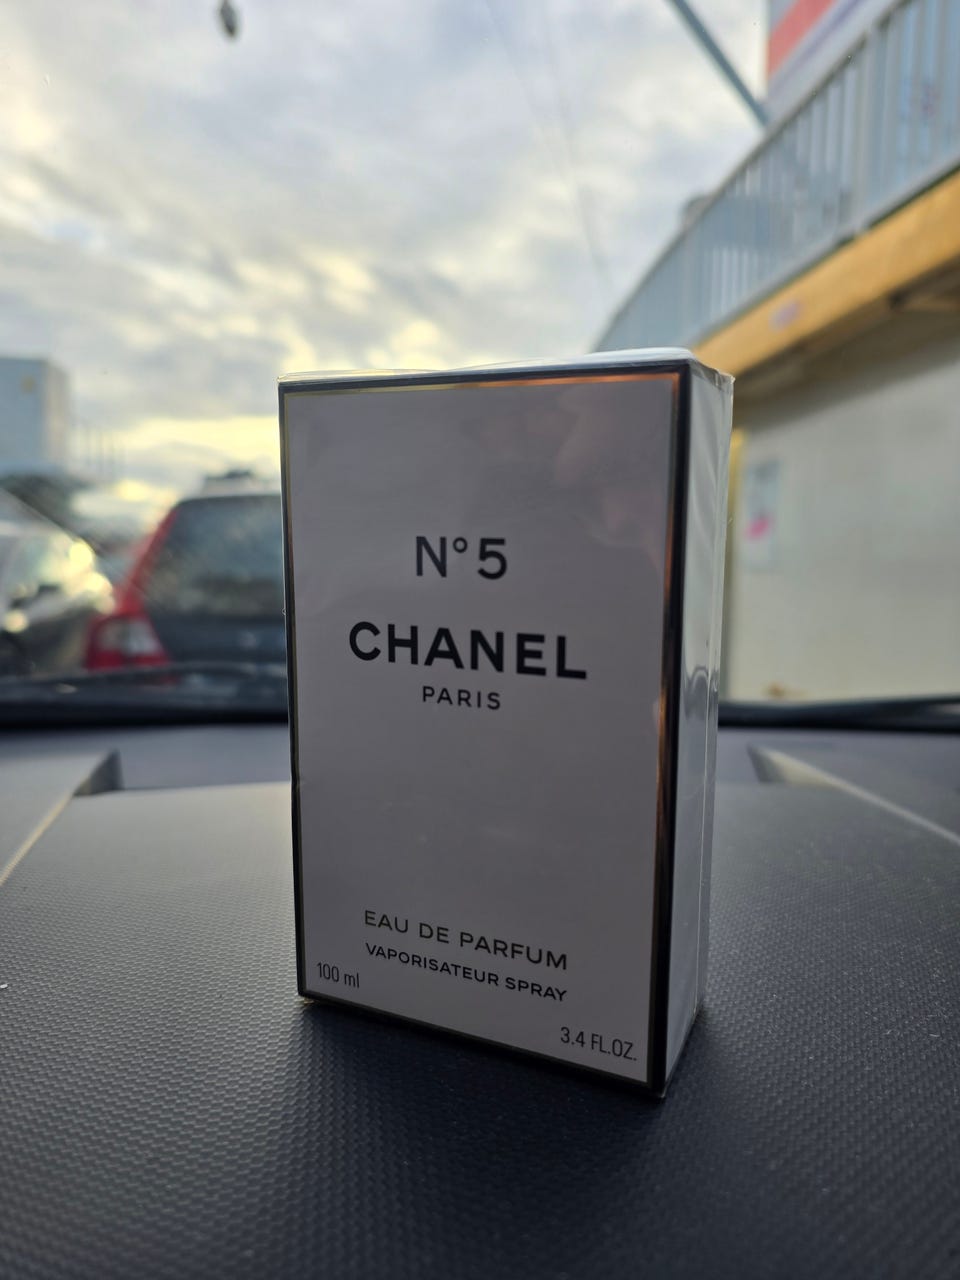 N°5
CHANEL
PARIS
EAU DE PARFUM
VAPORISATEUR SPRAY
100 ml
3.4 FL.OZ.